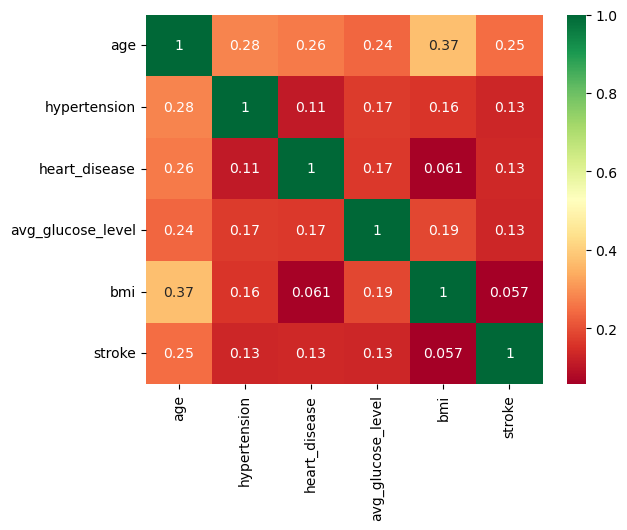 age 1 0.28 0.26 0.24 0.37 0.25
hypertension 0.28 1 0.11 0.17 0.16 0.13
heart_disease 0.26 0.11 1 0.17 0.061 0.13
avg_glucose_level 0.24 0.17 0.17 1 0.19 0.13
bmi 0.37 0.16 0.061 0.19 1 0.057
stroke 0.25 0.13 0.13 0.13 0.057 1
age
hypertension
heart_disease
avg_glucose_level
bmi
stroke
1.0
0.8
0.6
0.4
0.2